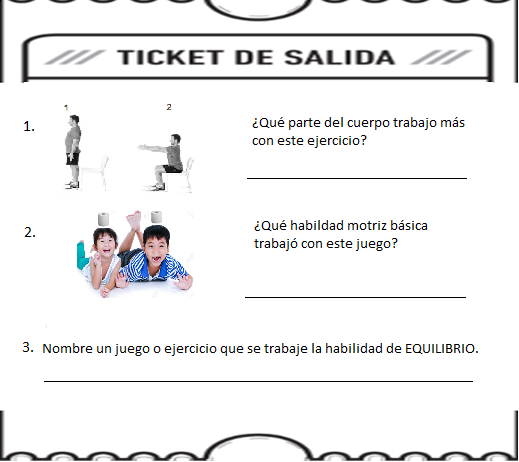 TICKET DE SALIDA
1.
1 2
¿Qué parte del cuerpo trabajo más
con este ejercicio?
2.
¿Qué habildad motriz básica
trabajó con este juego?
3. Nombre un juego o ejercicio que se trabaje la habilidad de EQUILIBRIO.